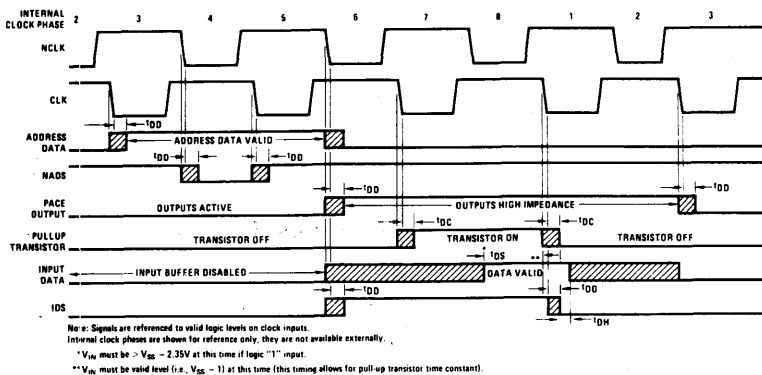 INTERNAL
CLOCK PHASE 2 3 4 5 6 7 8 1 2 3
NCLK
CLK
tDD
ADDRESS
DATA
ADDRESS DATA VALID
tDD tDD
NADS
tDD tDD
PACE
OUTPUT
OUTPUTS ACTIVE OUTPUTS HIGH IMPEDANCE
tDC tDC
PULLUP
TRANSISTOR
TRANSISTOR OFF TRANSISTOR ON TRANSISTOR OFF
tDS **
INPUT
DATA
INPUT BUFFER DISABLED DATA VALID
tDD tDD
IDS
tDH
Note: Signals are referenced to valid logic levels on clock inputs.
Internal clock phases are shown for reference only, they are not available externally.
*VIN must be > VSS − 2.35V at this time if logic "1" input.
**VIN must be valid level (i.e., VSS − 1) at this time (this timing allows for pull-up transistor time constant).